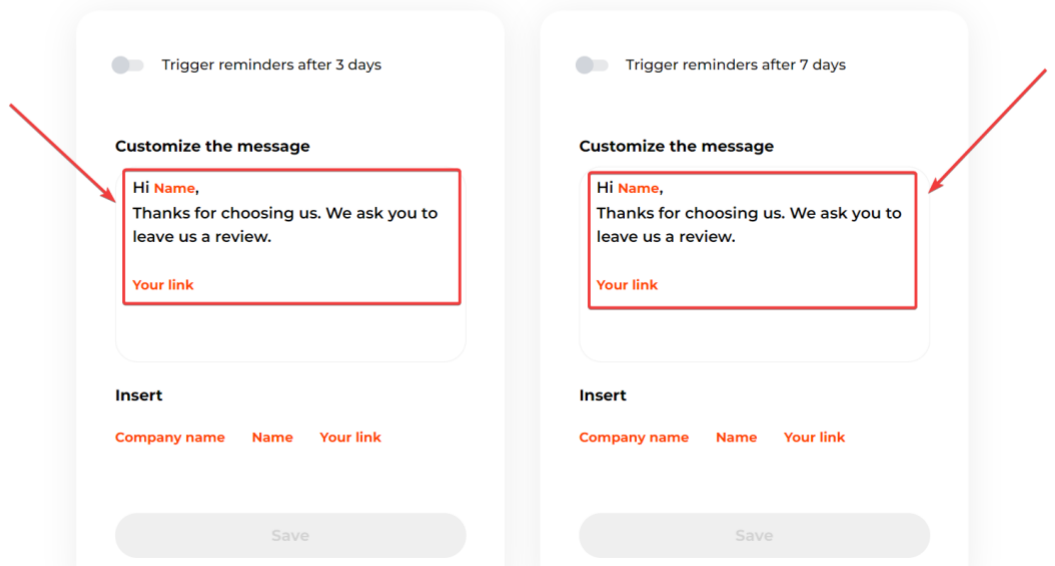 Trigger reminders after 3 days
Customize the message
Hi Name,
Thanks for choosing us. We ask you to
leave us a review.
Your link
Insert
Company name Name Your link
Save
Trigger reminders after 7 days
Customize the message
Hi Name,
Thanks for choosing us. We ask you to
leave us a review.
Your link
Insert
Company name Name Your link
Save